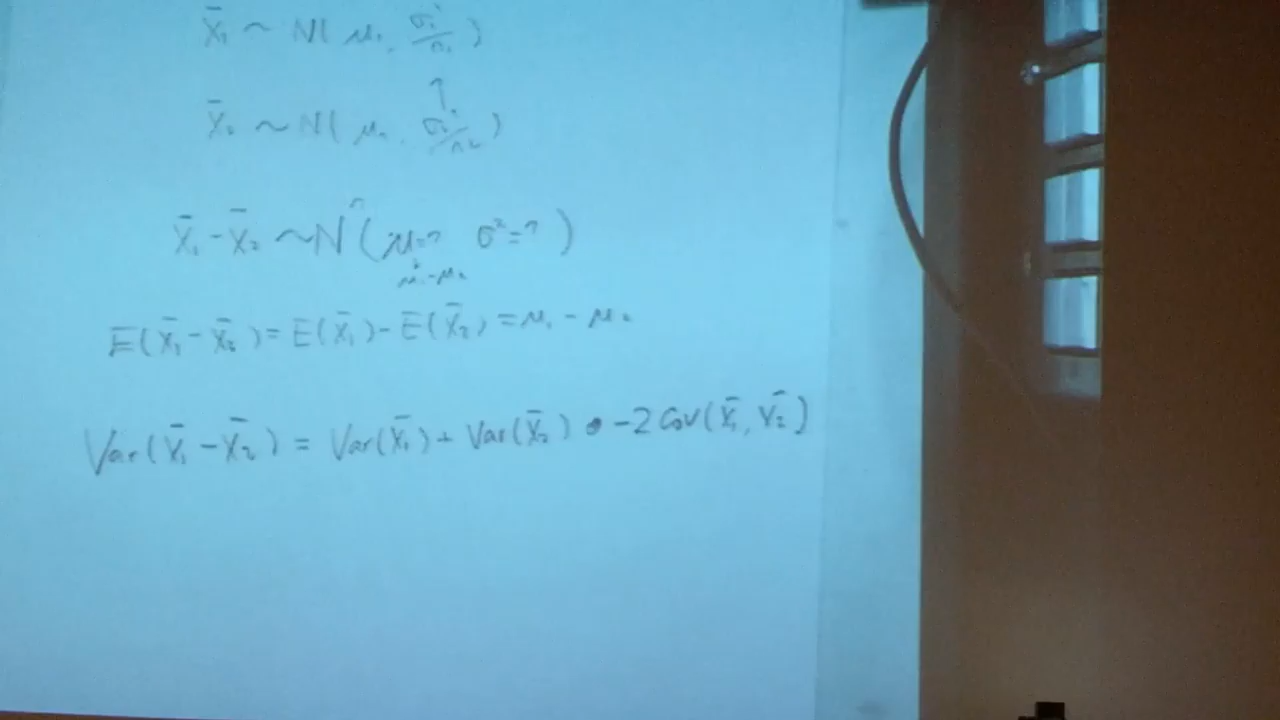 X̄₁ ~ N( μ₁, σ₁²/n₁ )
↑
X̄₂ ~ N( μ₂, σ₂²/n₂ )
X̄₁ - X̄₂ ~ N ( μ=? σ²=? )
μ₁-μ₂
E(X̄₁ - X̄₂) = E(X̄₁) - E(X̄₂) = μ₁ - μ₂
Var(X̄₁ - X̄₂) = Var(X̄₁) + Var(X̄₂) -2 Cov(X̄₁, X̄₂)